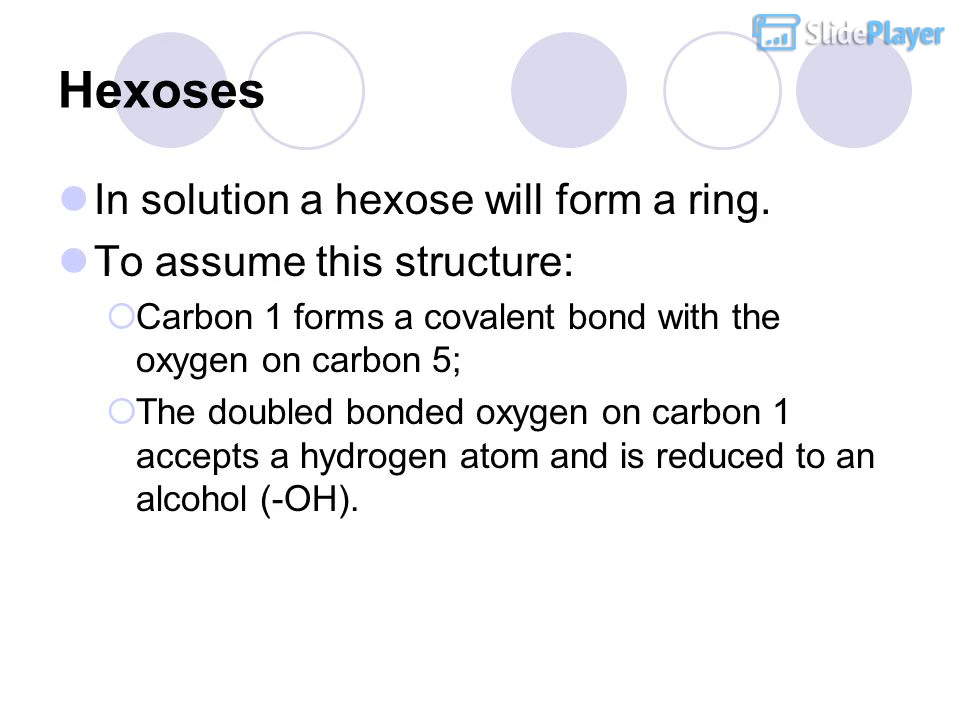 SlidePlayer
Hexoses
In solution a hexose will form a ring.
To assume this structure:
Carbon 1 forms a covalent bond with the
oxygen on carbon 5;
The doubled bonded oxygen on carbon 1
accepts a hydrogen atom and is reduced to an
alcohol (-OH).